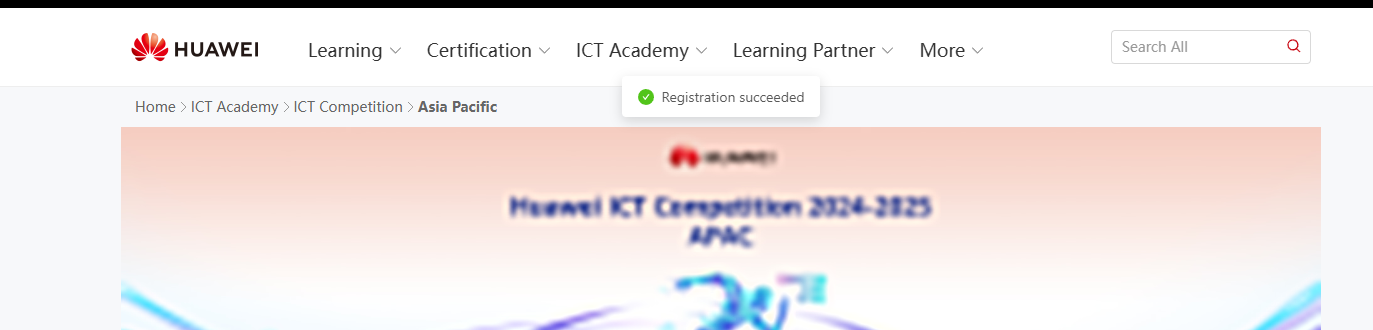 HUAWEI Learning Certification ICT Academy Learning Partner More Search All
Registration succeeded
Home > ICT Academy > ICT Competition > Asia Pacific
HUAWEI
Huawei ICT Competition 2024-2025
APAC